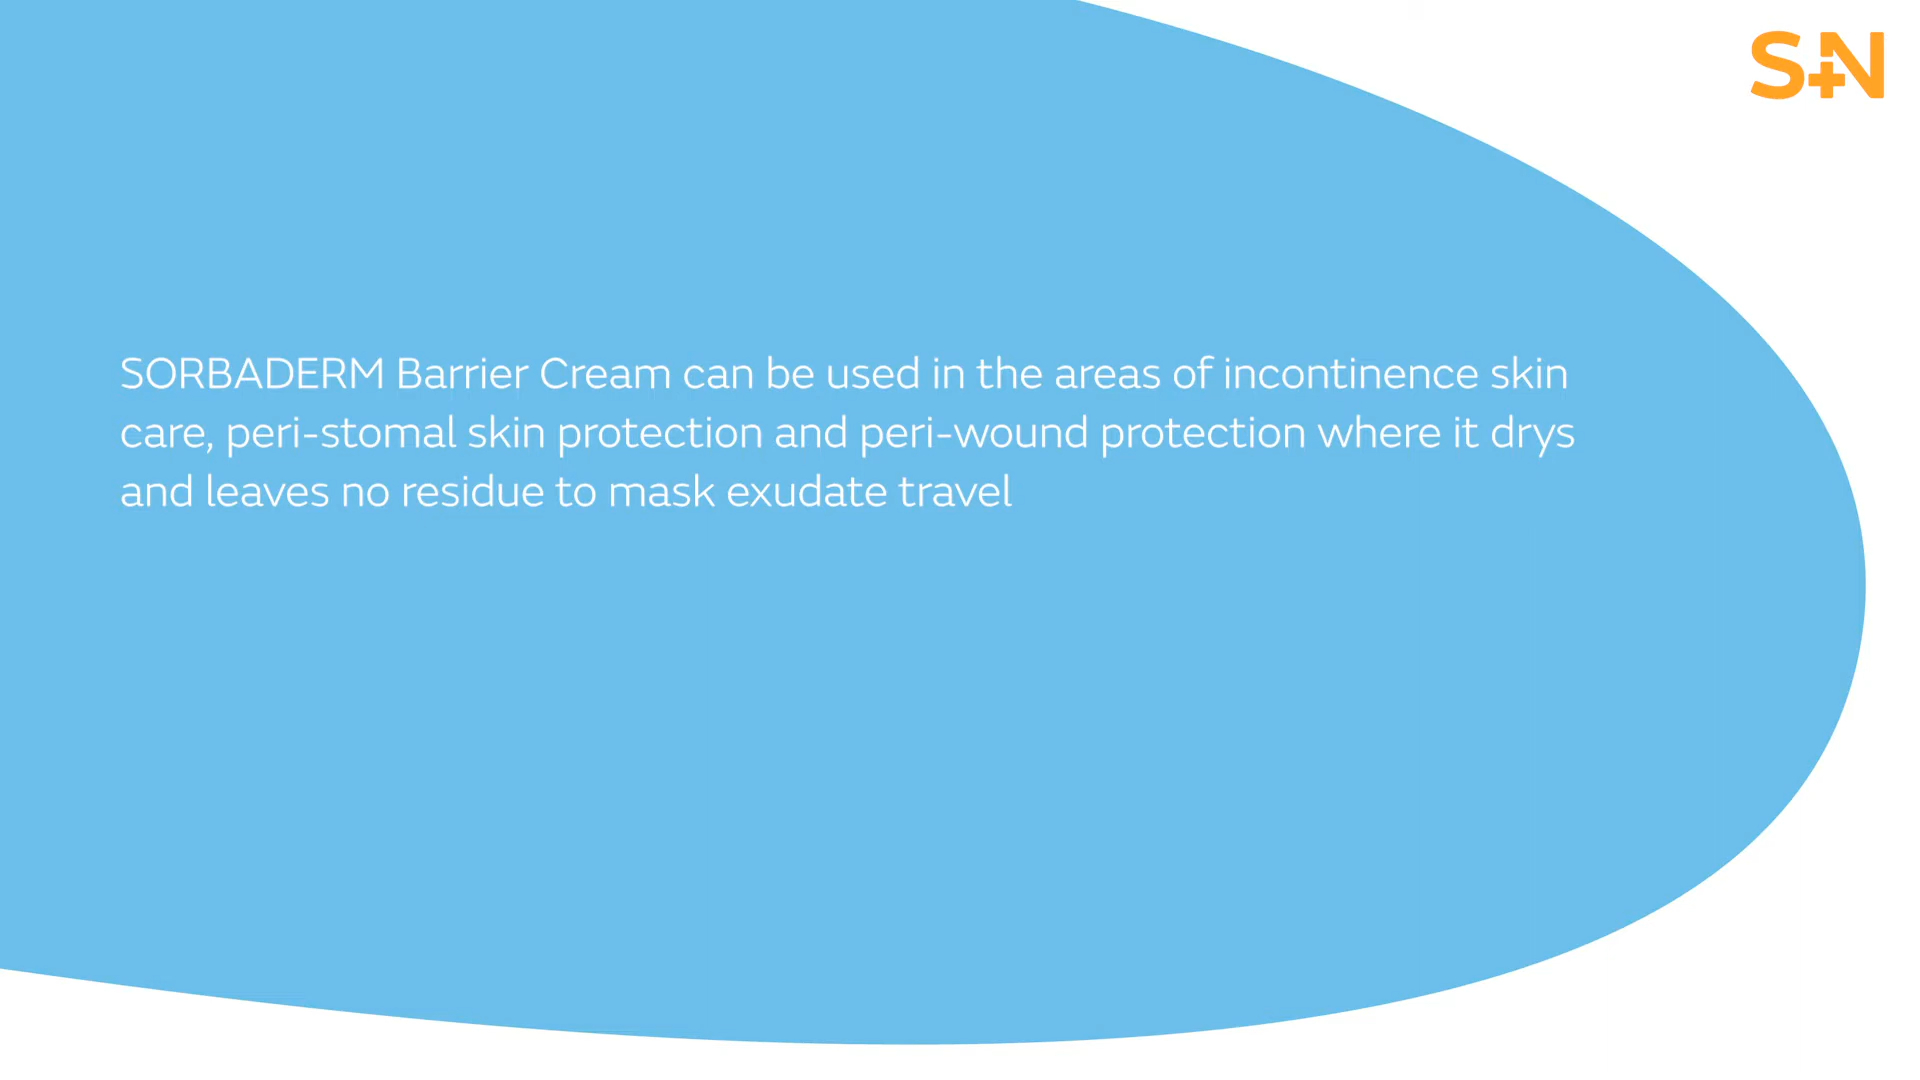 S+N
SORBADERM Barrier Cream can be used in the areas of incontinence skin
care, peri-stomal skin protection and peri-wound protection where it drys
and leaves no residue to mask exudate travel